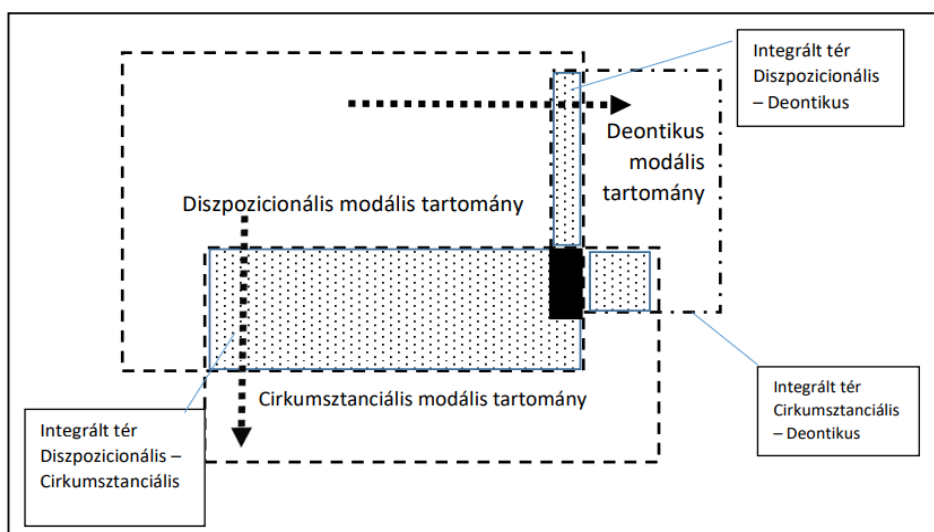 Integrált tér
Diszpozicionális
– Deontikus
Deontikus
modális
tartomány
Diszpozicionális modális tartomány
Cirkumsztanciális modális tartomány
Integrált tér
Cirkumsztanciális
– Deontikus
Integrált tér
Diszpozicionális –
Cirkumsztanciális